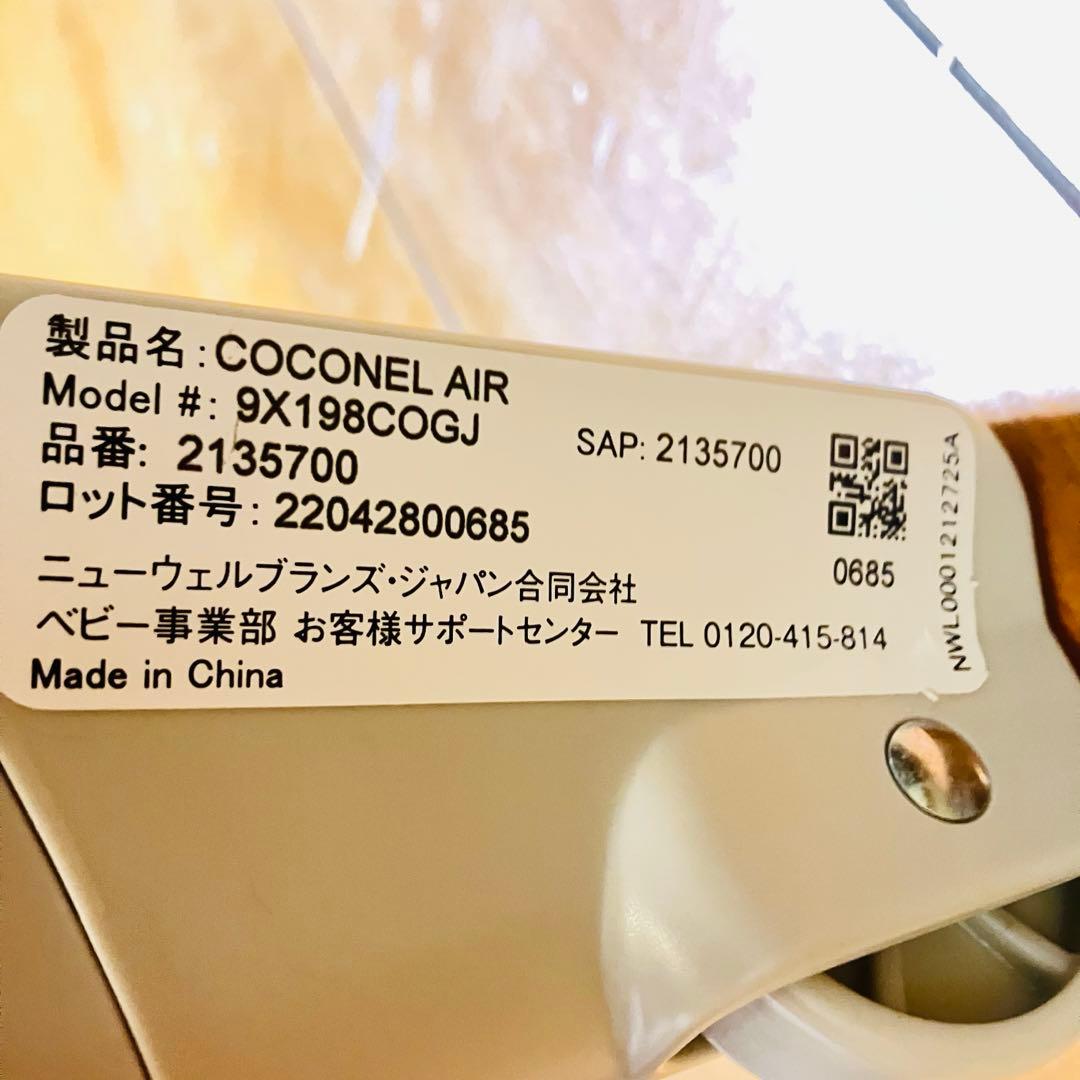 製品名:COCONEL AIR
Model #: 9X198COGJ
品番: 2135700
SAP: 2135700
ロット番号: 22042800685
0685
NWL0001212725A
ニューウェルブランズ・ジャパン合同会社
ベビー事業部 お客様サポートセンター TEL 0120-415-814
Made in China